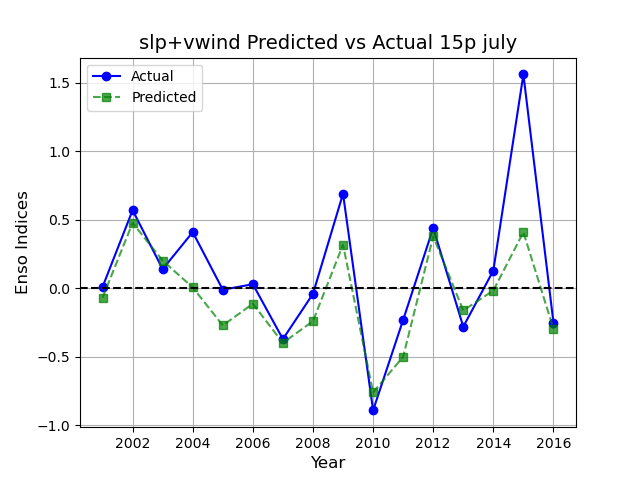 slp+vwind Predicted vs Actual 15p july
Actual
Predicted
1.5
1.0
0.5
0.0
−0.5
−1.0
Enso Indices
2002 2004 2006 2008 2010 2012 2014 2016
Year